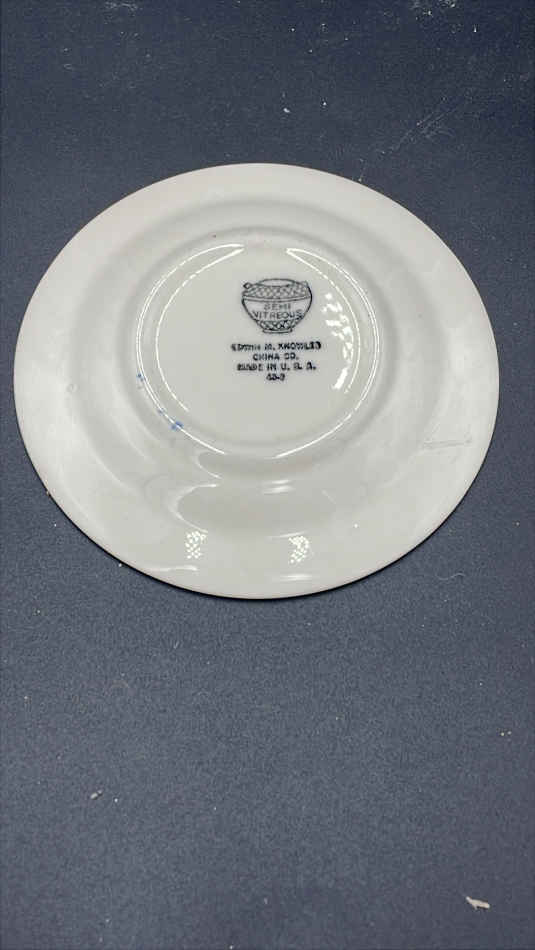 SEMI
VITREOUS
EDWIN M. KNOWLES
CHINA CO.
MADE IN U. S. A.